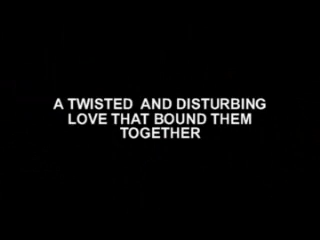 A TWISTED  AND DISTURBING
LOVE THAT BOUND THEM
TOGETHER